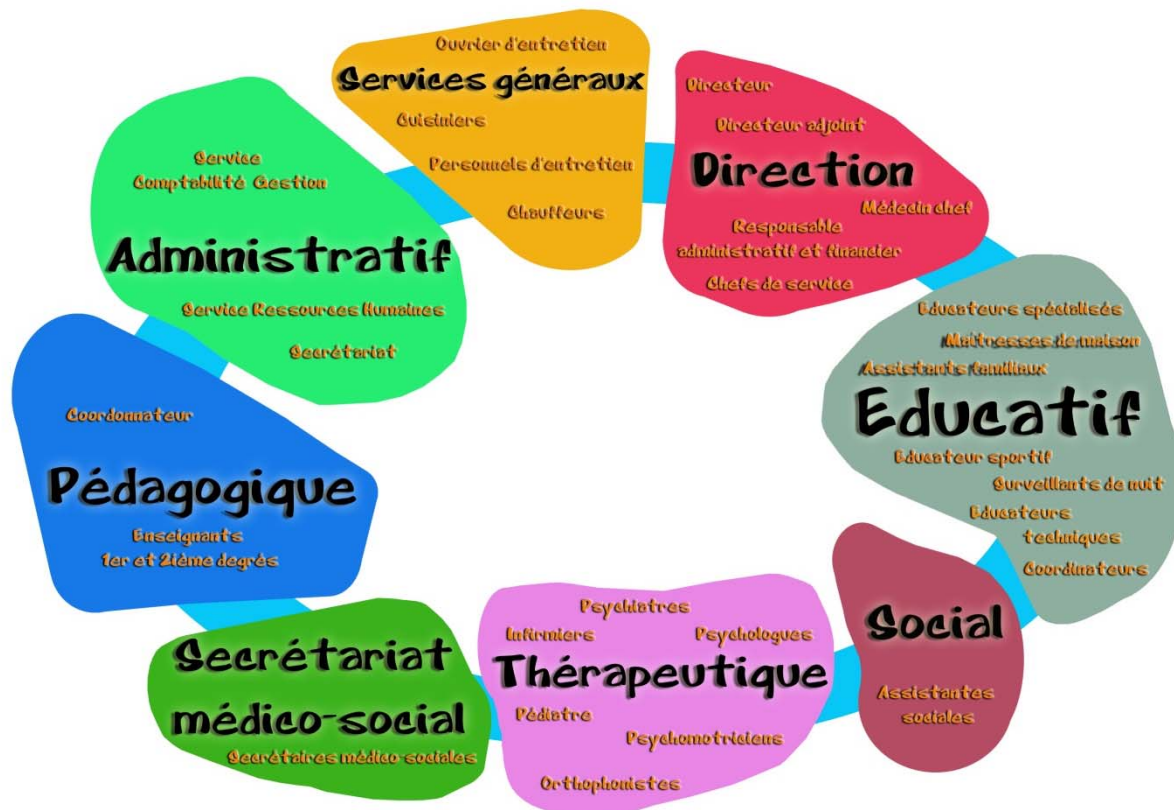 Ouvrier d'entretien
Services généraux
Cuisiniers
Personnels d'entretien
Chauffeurs
Directeur
Directeur adjoint
Direction
Médecin chef
Responsable
administratif et financier
Chefs de service
Service
Comptabilité Gestion
Administratif
Service Ressources Humaines
Secrétariat
Educateurs spécialisés
Maîtresses de maison
Assistants familiaux
Educatif
Educateur sportif
Surveillants de nuit
Educateurs
techniques
Coordinateurs
Coordonnateur
Pédagogique
Enseignants
1er et 2ième degrés
Social
Assistantes
sociales
Psychiatres
Infirmiers
Psychologues
Thérapeutique
Pédiatre
Psychomotriciens
Orthophonistes
Secrétariat
médico-social
Secrétaires médico-sociales